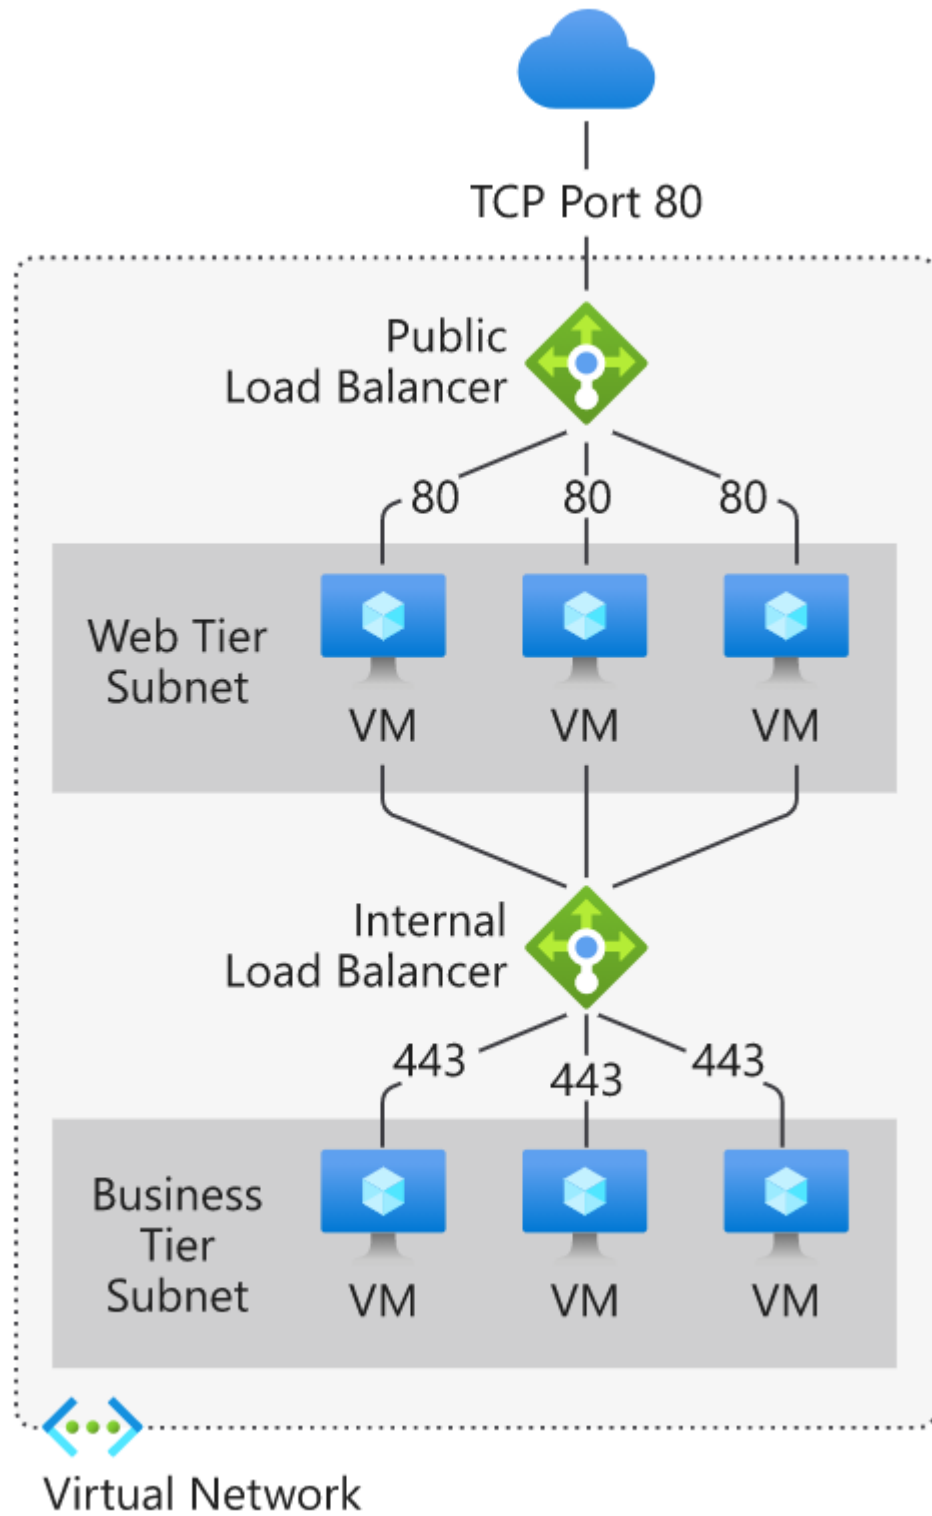 TCP Port 80
Public
Load Balancer
80
80
80
Web Tier
Subnet
VM
VM
VM
Internal
Load Balancer
443
443
443
Business
Tier
Subnet
VM
VM
VM
Virtual Network